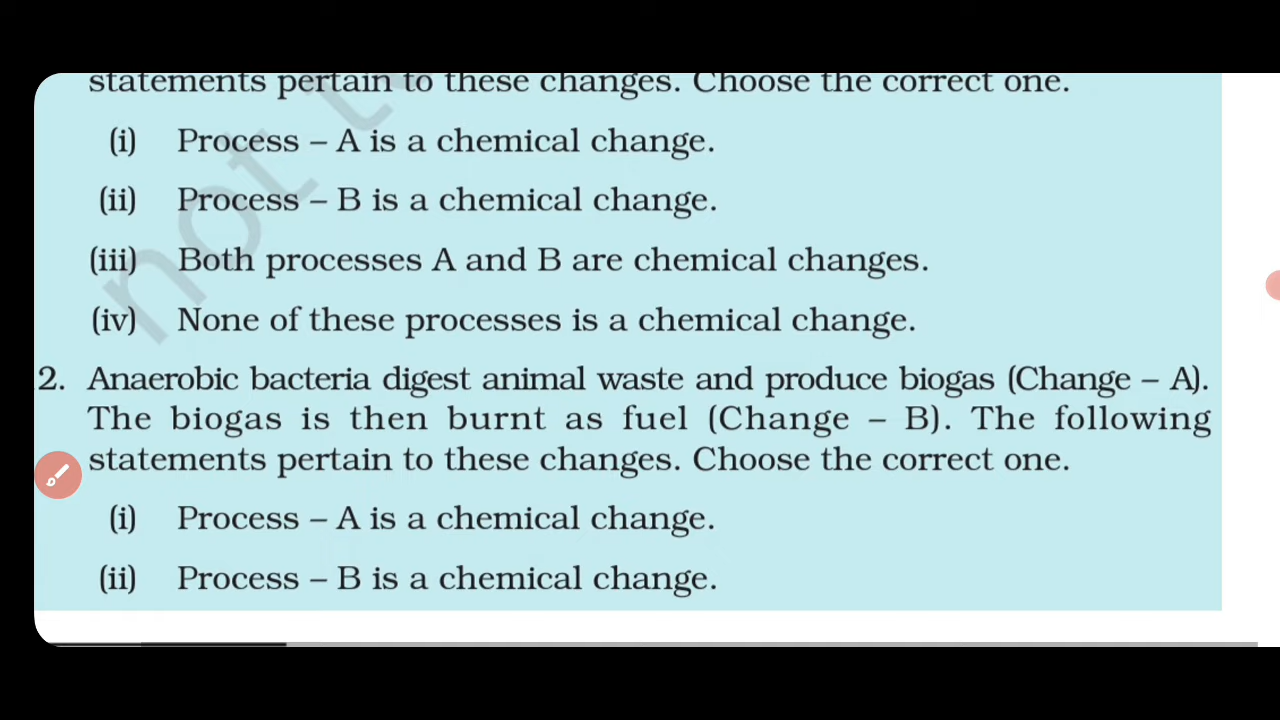 statements pertain to these changes. Choose the correct one.
(i) Process – A is a chemical change.
(ii) Process – B is a chemical change.
(iii) Both processes A and B are chemical changes.
(iv) None of these processes is a chemical change.
2. Anaerobic bacteria digest animal waste and produce biogas (Change – A).
The biogas is then burnt as fuel (Change – B). The following
statements pertain to these changes. Choose the correct one.
(i) Process – A is a chemical change.
(ii) Process – B is a chemical change.
not